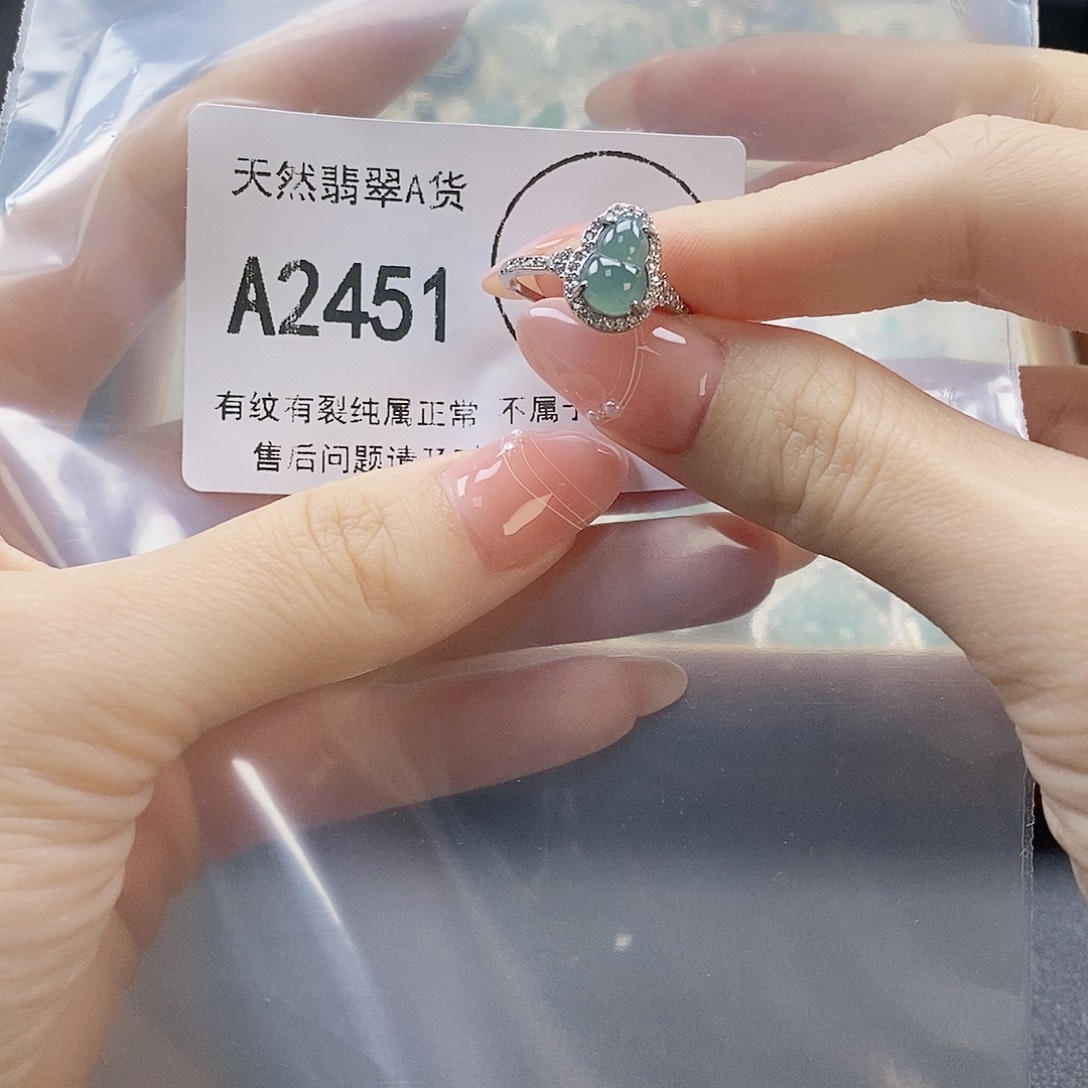 天然翡翠A货
A2451
有纹有裂纯属正常 不属
售后问题请